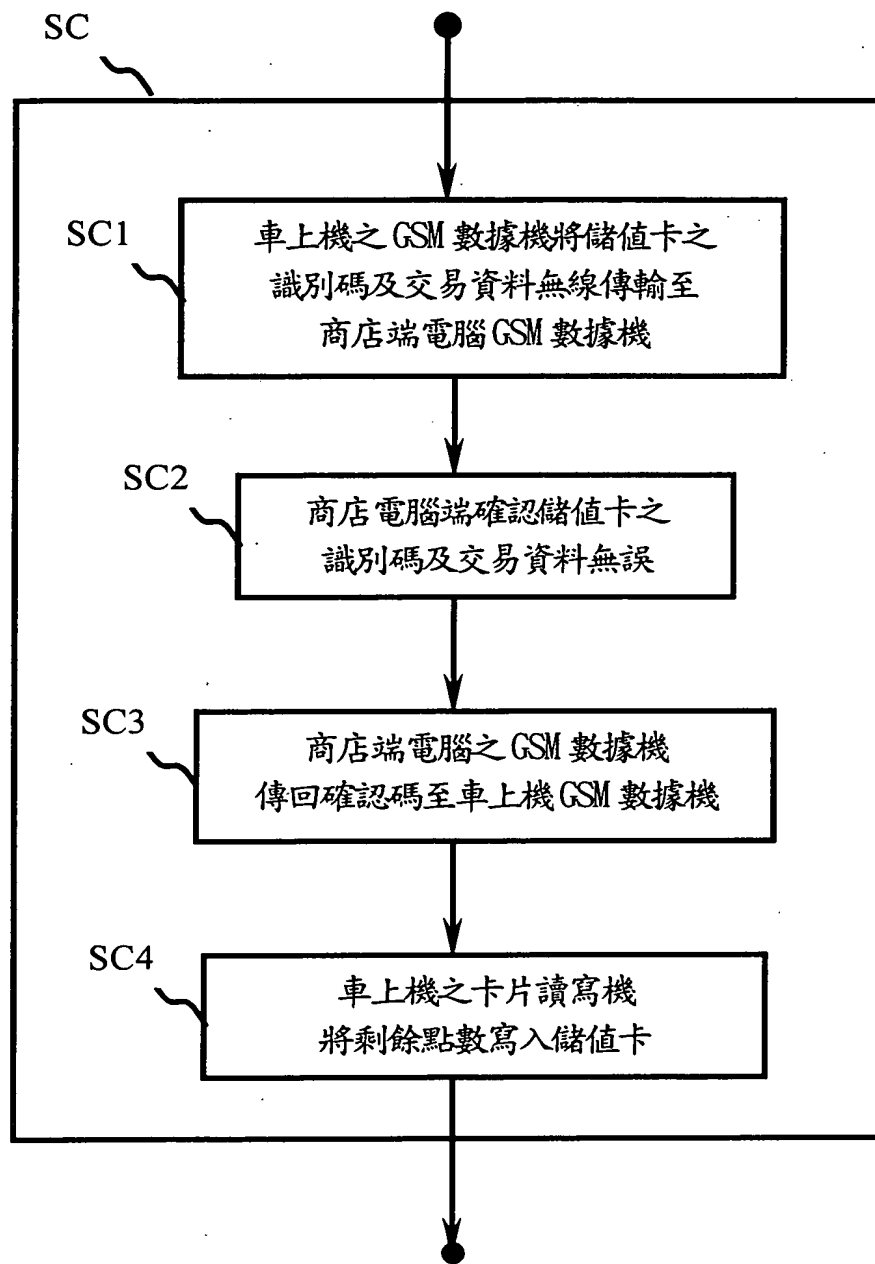 SC
SC1
車上機之 GSM 數據機將儲值卡之
識別碼及交易資料無線傳輸至
商店端電腦 GSM 數據機
SC2
商店電腦端確認儲值卡之
識別碼及交易資料無誤
SC3
商店端電腦之 GSM 數據機
傳回確認碼至車上機 GSM 數據機
SC4
車上機之卡片讀寫機
將剩餘點數寫入儲值卡